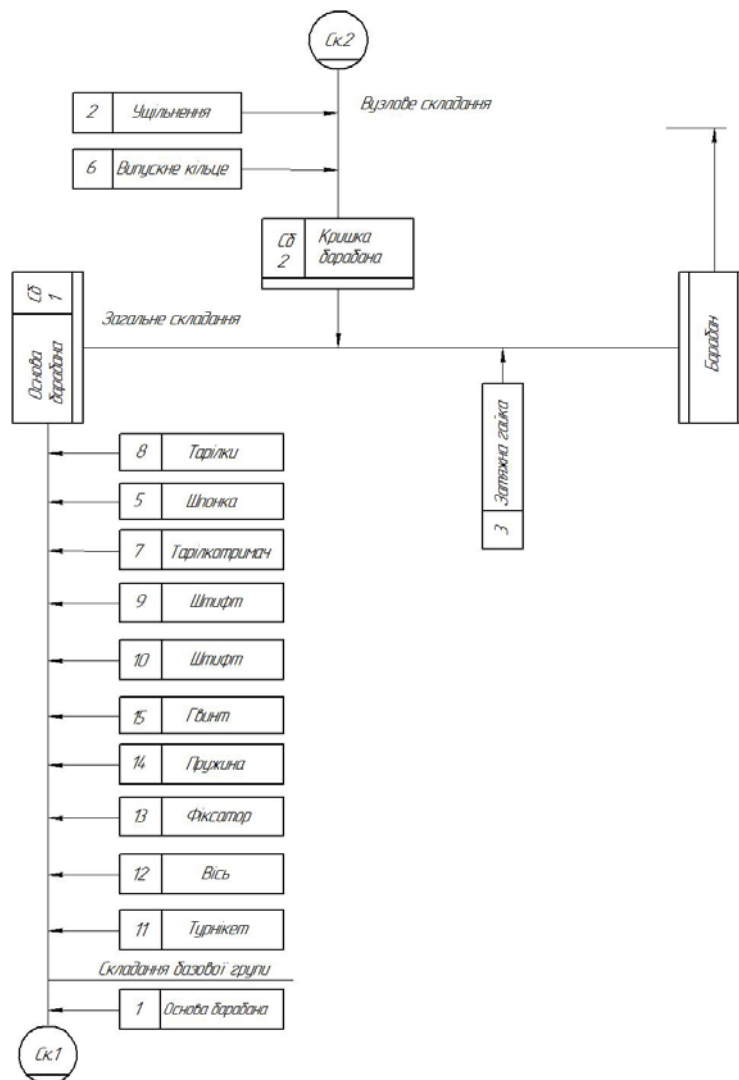 Ск.2
2 Ущільнення
Вузлове складання
6 Випускне кільце
Сб 2
Кришка
барабана
Сб 1
Основа
барабана
Загальне складання
Барабан
3 Затяжна гайка
8 Тарілки
5 Шпонка
7 Тарілкотримач
9 Штифт
10 Штифт
15 Гвинт
14 Пружина
13 Фіксатор
12 Вісь
11 Турнікет
Складання базової групи
1 Основа барабана
Ск.1